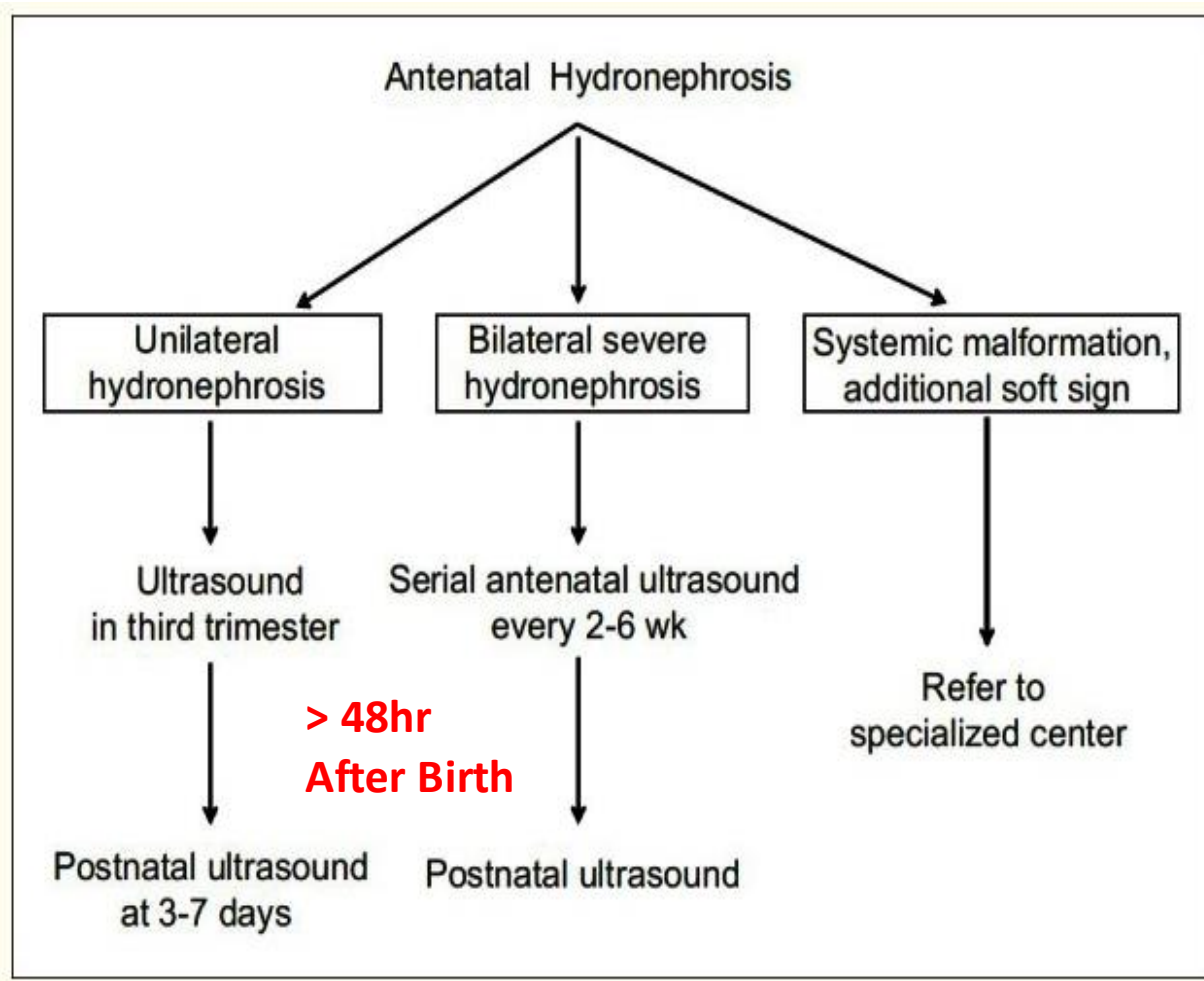 Antenatal Hydronephrosis
Unilateral
hydronephrosis
Bilateral severe
hydronephrosis
Systemic malformation,
additional soft sign
Ultrasound
in third trimester
Serial antenatal ultrasound
every 2-6 wk
Refer to
specialized center
> 48hr
After Birth
Postnatal ultrasound
at 3-7 days
Postnatal ultrasound